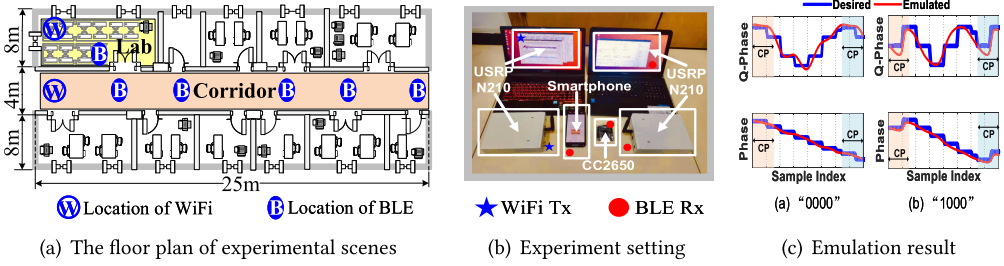 8m
4m
8m
W
B
Lab
W
B
B
Corridor
B
B
B
25m
W Location of WiFi
B Location of BLE
(a) The floor plan of experimental scenes
USRP
N210
Smartphone
USRP
N210
CC2650
WiFi Tx
BLE Rx
(b) Experiment setting
Desired
Emulated
Q-Phase
CP
CP
Q-Phase
CP
CP
Phase
CP
CP
Phase
CP
CP
Sample Index
Sample Index
(a) "0000"
(b) "1000"
(c) Emulation result